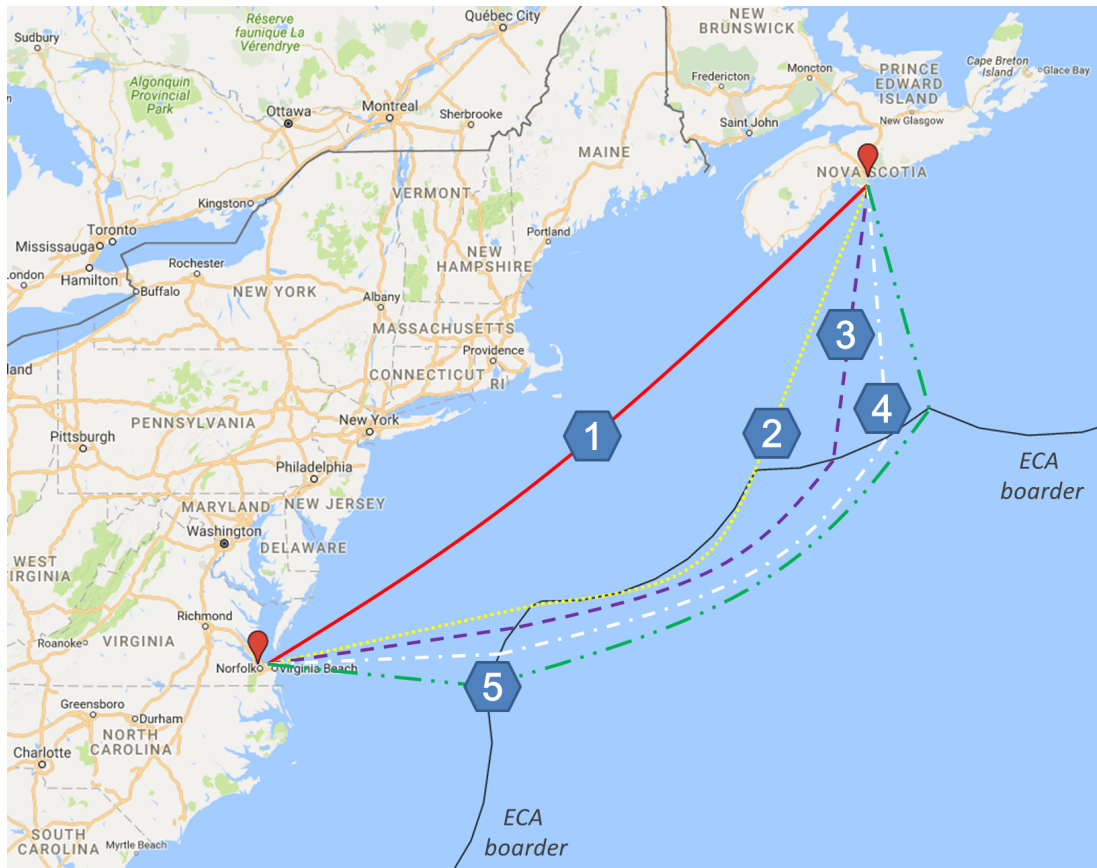 Réserve
faunique La
Vérendrye
Québec City
NEW
BRUNSWICK
Sudbury
Algonquin
Provincial
Park
Ottawa
Montreal
Sherbrooke
Fredericton
Moncton
PRINCE
EDWARD
ISLAND
Cape Breton
Island
Glace Bay
New Glasgow
Saint John
MAINE
NOVA SCOTIA
VERMONT
Kingston
Toronto
Mississauga
Hamilton
London
Rochester
Buffalo
NEW YORK
Portland
NEW
HAMPSHIRE
Albany
MASSACHUSETTS
Providence
CONNECTICUT
RI
land
PENNSYLVANIA
New York
Pittsburgh
Philadelphia
MARYLAND
NEW JERSEY
Washington
DELAWARE
WEST
VIRGINIA
Richmond
VIRGINIA
Roanoke
Norfolk
Virginia Beach
Greensboro
Durham
NORTH
CAROLINA
Charlotte
SOUTH
CAROLINA
Myrtle Beach
1
2
3
4
5
ECA
boarder
ECA
boarder